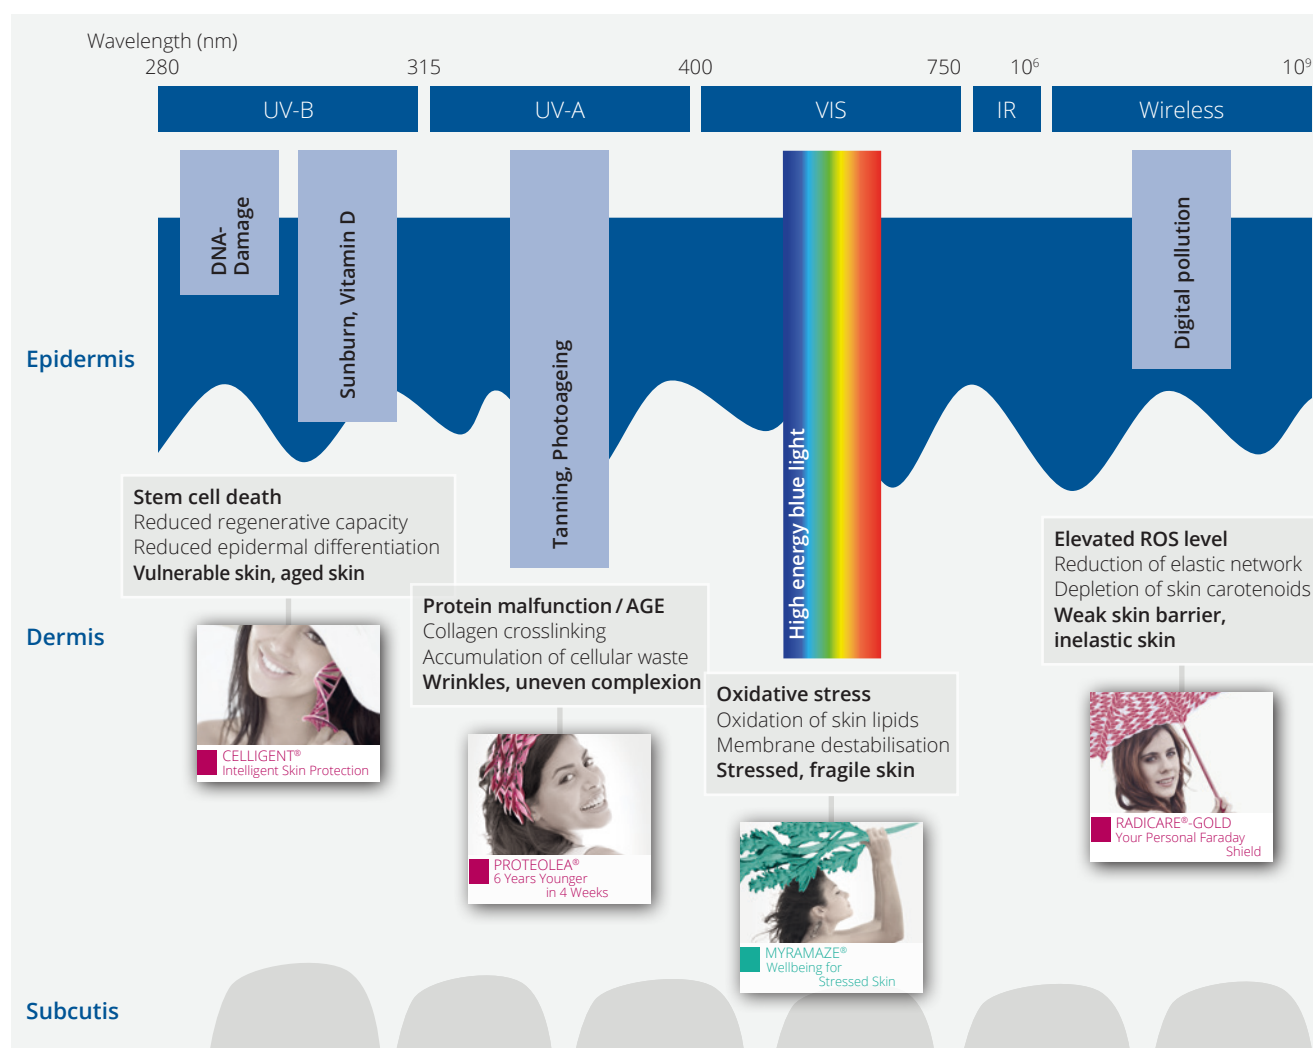 Wavelength (nm)
280
315
400
750
10⁶
10⁹
UV-B
UV-A
VIS
IR
Wireless
DNA-
Damage
Sunburn, Vitamin D
Tanning, Photoageing
High energy blue light
Digital pollution
Epidermis
Stem cell death
Reduced regenerative capacity
Reduced epidermal differentiation
Vulnerable skin, aged skin
Protein malfunction / AGE
Collagen crosslinking
Accumulation of cellular waste
Wrinkles, uneven complexion
Oxidative stress
Oxidation of skin lipids
Membrane destabilisation
Stressed, fragile skin
Elevated ROS level
Reduction of elastic network
Depletion of skin carotenoids
Weak skin barrier,
inelastic skin
Dermis
CELLIGENT®
Intelligent Skin Protection
PROTEOLEA®
6 Years Younger
in 4 Weeks
MYRAMAZE®
Wellbeing for
Stressed Skin
RADICARE®-GOLD
Your Personal Faraday
Shield
Subcutis